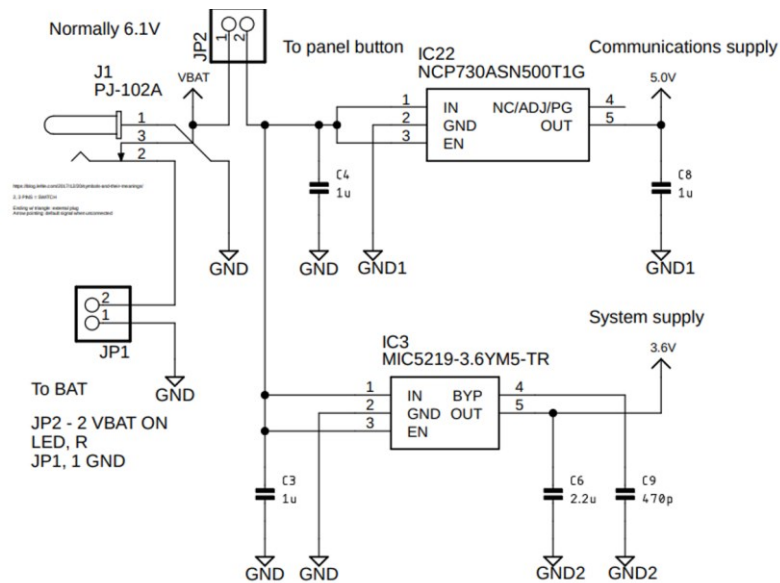 Normally 6.1V
JP2
1
2
To panel button
J1
PJ-102A
VBAT
1
3
2
IC22
NCP730ASN500T1G
1
2
3
IN
GND
EN
NC/ADJ/PG
OUT
4
5
Communications supply
5.0V
C4
1u
C8
1u
GND
GND
GND1
GND1
2, 3 PINS = SWITCH
2
1
JP1
GND
To BAT
JP2 - 2 VBAT ON
LED, R
JP1, 1 GND
IC3
MIC5219-3.6YM5-TR
1
2
3
IN
GND
EN
BYP
OUT
4
5
System supply
3.6V
C3
1u
C6
2.2u
C9
470p
GND
GND
GND2
GND2